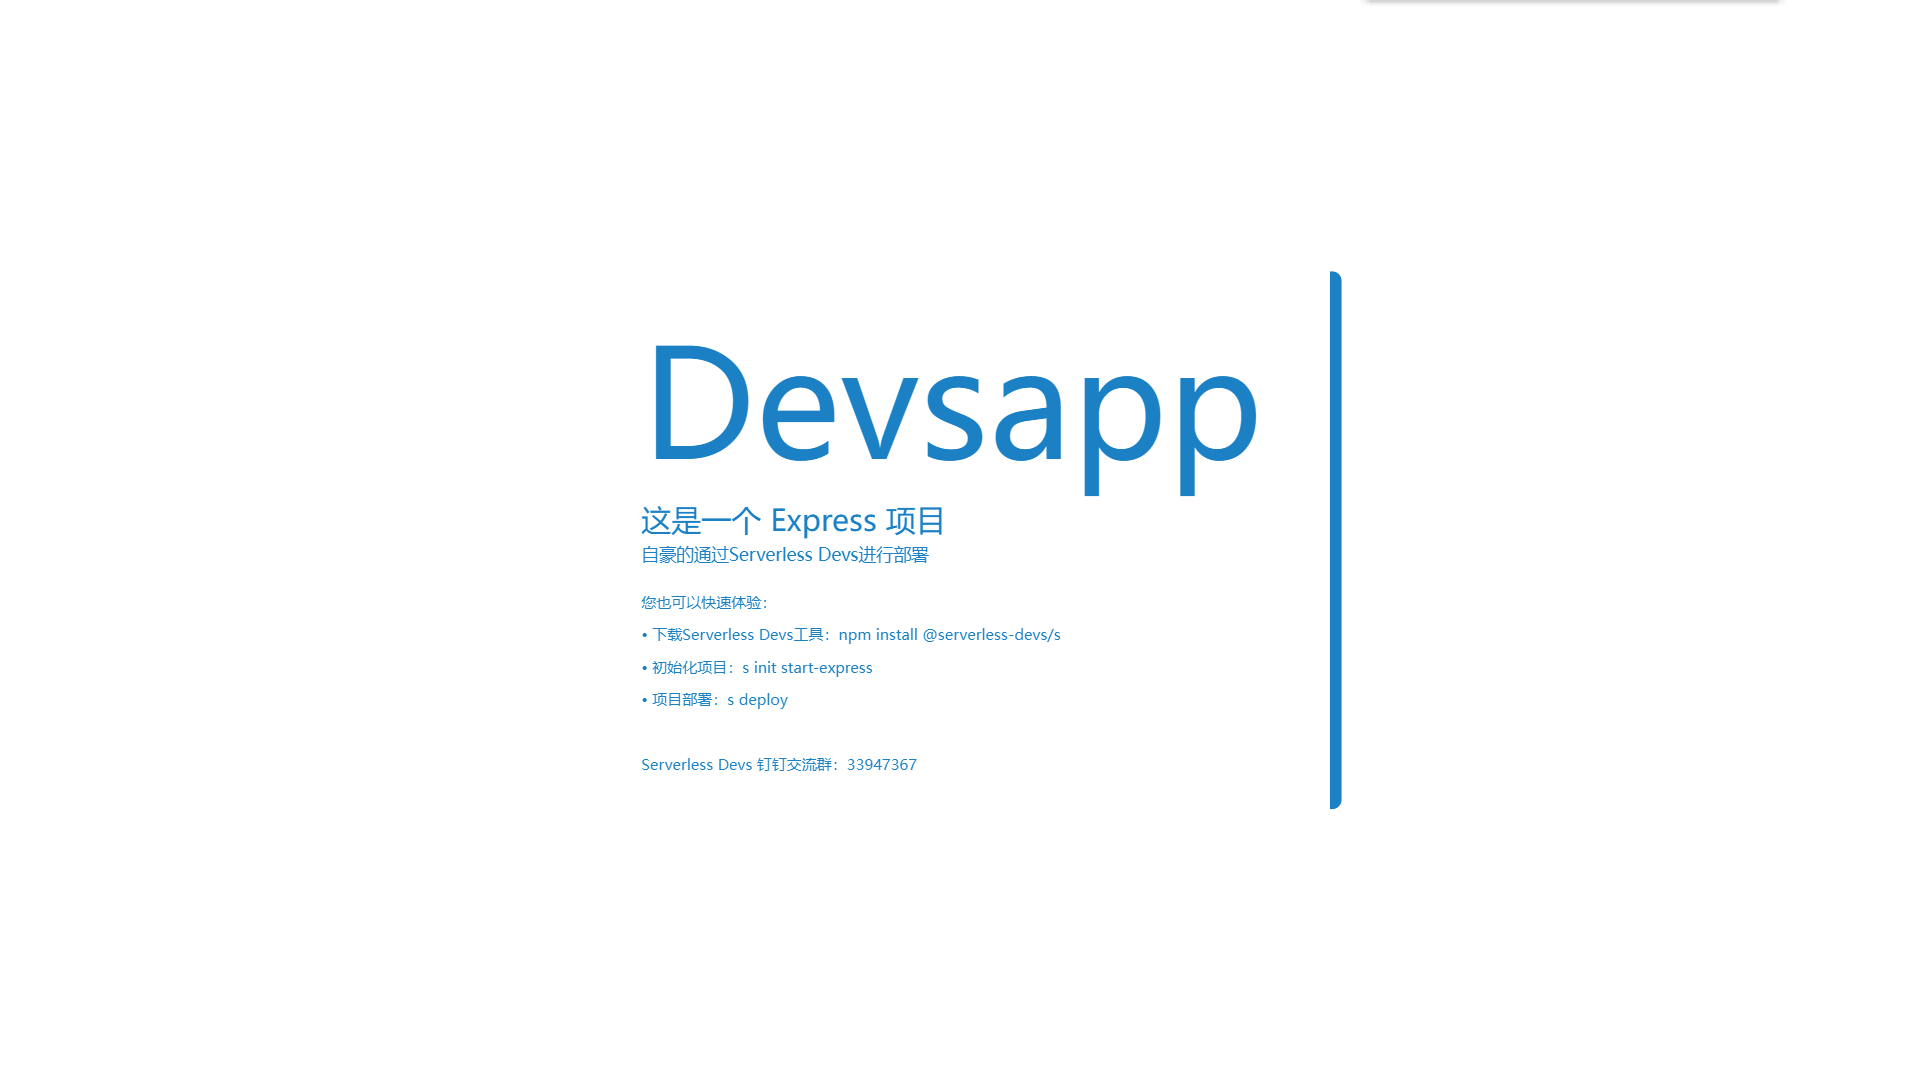 Devsapp
这是一个 Express 项目
自豪的通过Serverless Devs进行部署
您也可以快速体验：
• 下载Serverless Devs工具：npm install @serverless-devs/s
• 初始化项目：s init start-express
• 项目部署：s deploy
Serverless Devs 钉钉交流群：33947367